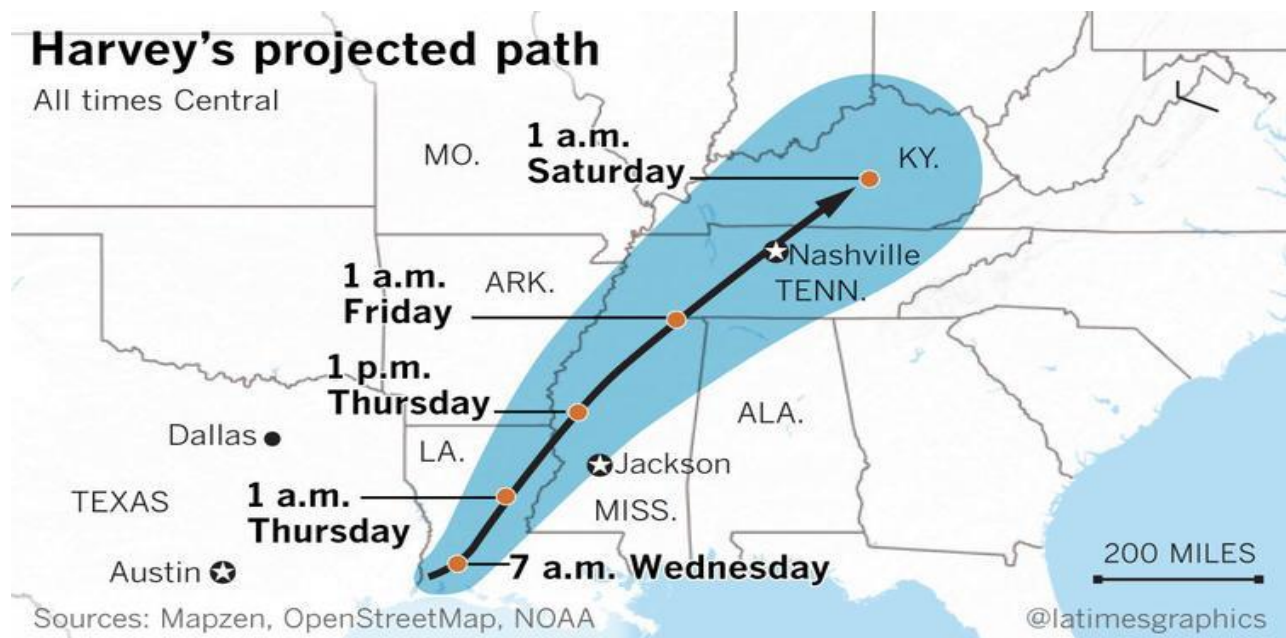 Harvey's projected path
All times Central
MO.
1 a.m.
Saturday
KY.
Nashville
TENN.
1 a.m.
Friday
ARK.
1 p.m.
Thursday
Dallas
LA.
ALA.
Jackson
TEXAS
1 a.m.
Thursday
MISS.
Austin
7 a.m. Wednesday
200 MILES
Sources: Mapzen, OpenStreetMap, NOAA
@latimesgraphics